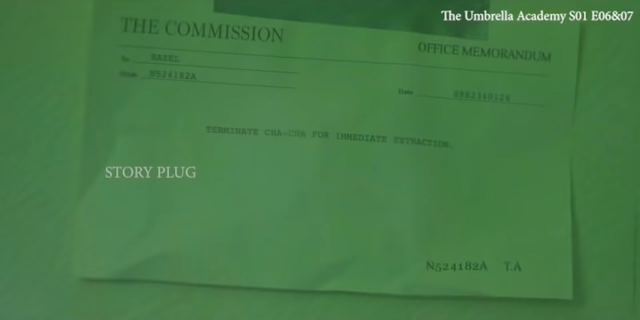 The Umbrella Academy S01 E06&07
THE COMMISSION
OFFICE MEMORANDUM
To HAZEL
N524182A
Date
TERMINATE CHA-CHA FOR IMMEDIATE EXTRACTION.
STORY PLUG
N524182A T.A